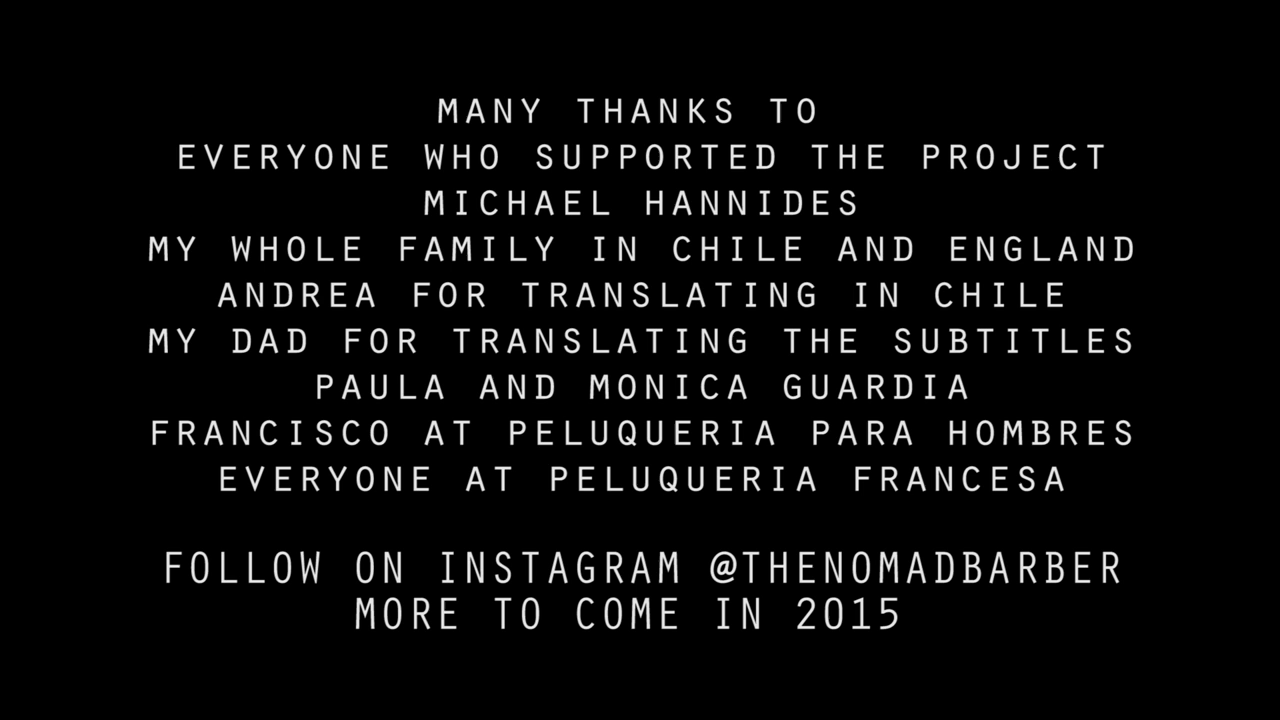 MANY THANKS TO
EVERYONE WHO SUPPORTED THE PROJECT
MICHAEL HANNIDES
MY WHOLE FAMILY IN CHILE AND ENGLAND
ANDREA FOR TRANSLATING IN CHILE
MY DAD FOR TRANSLATING THE SUBTITLES
PAULA AND MONICA GUARDIA
FRANCISCO AT PELUQUERIA PARA HOMBRES
EVERYONE AT PELUQUERIA FRANCESA
FOLLOW ON INSTAGRAM @THENOMADBARBER
MORE TO COME IN 2015